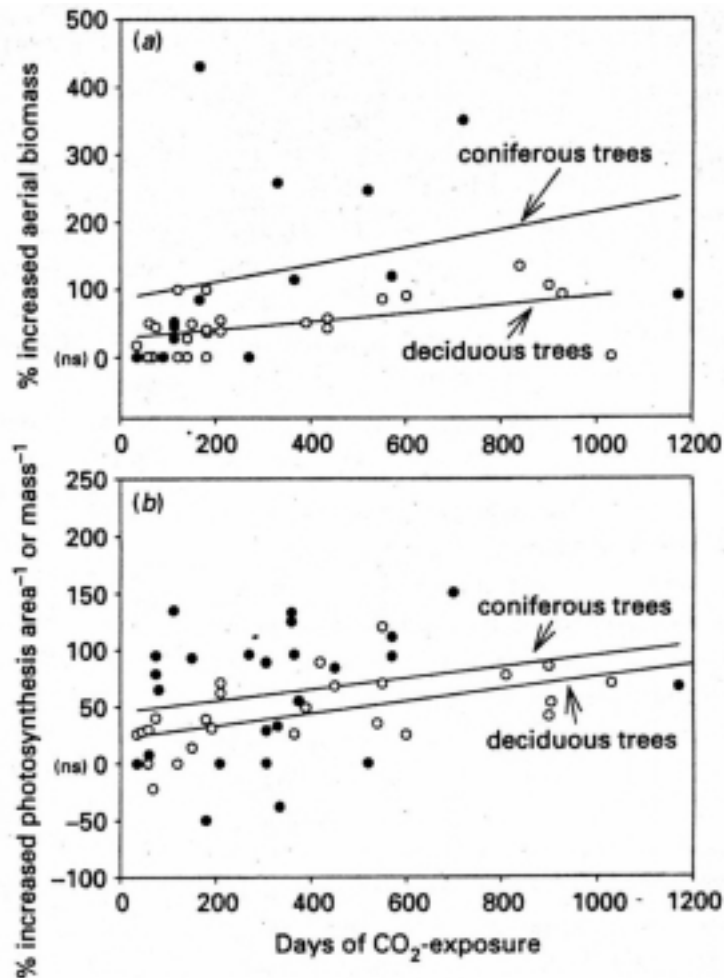 % increased aerial biomass
500
400
300
200
100
(ns) 0
(a)
coniferous trees
deciduous trees
0 200 400 600 800 1000 1200
% increased photosynthesis area⁻¹ or mass⁻¹
250
200
150
100
50
(ns) 0
−50
−100
(b)
coniferous trees
deciduous trees
0 200 400 600 800 1000 1200
Days of CO₂-exposure